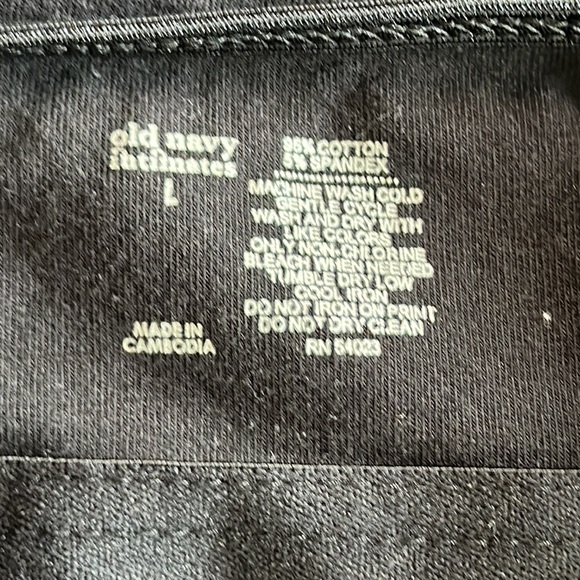 old navy
intimates
L
MADE IN
CAMBODIA
95% COTTON
5% SPANDEX
MACHINE WASH COLD
GENTLE CYCLE
WASH AND DRY WITH
LIKE COLORS
ONLY NON-CHLORINE
BLEACH WHEN NEEDED
TUMBLE DRY LOW
COOL IRON
DO NOT IRON ON PRINT
DO NOT DRY CLEAN
RN 54023